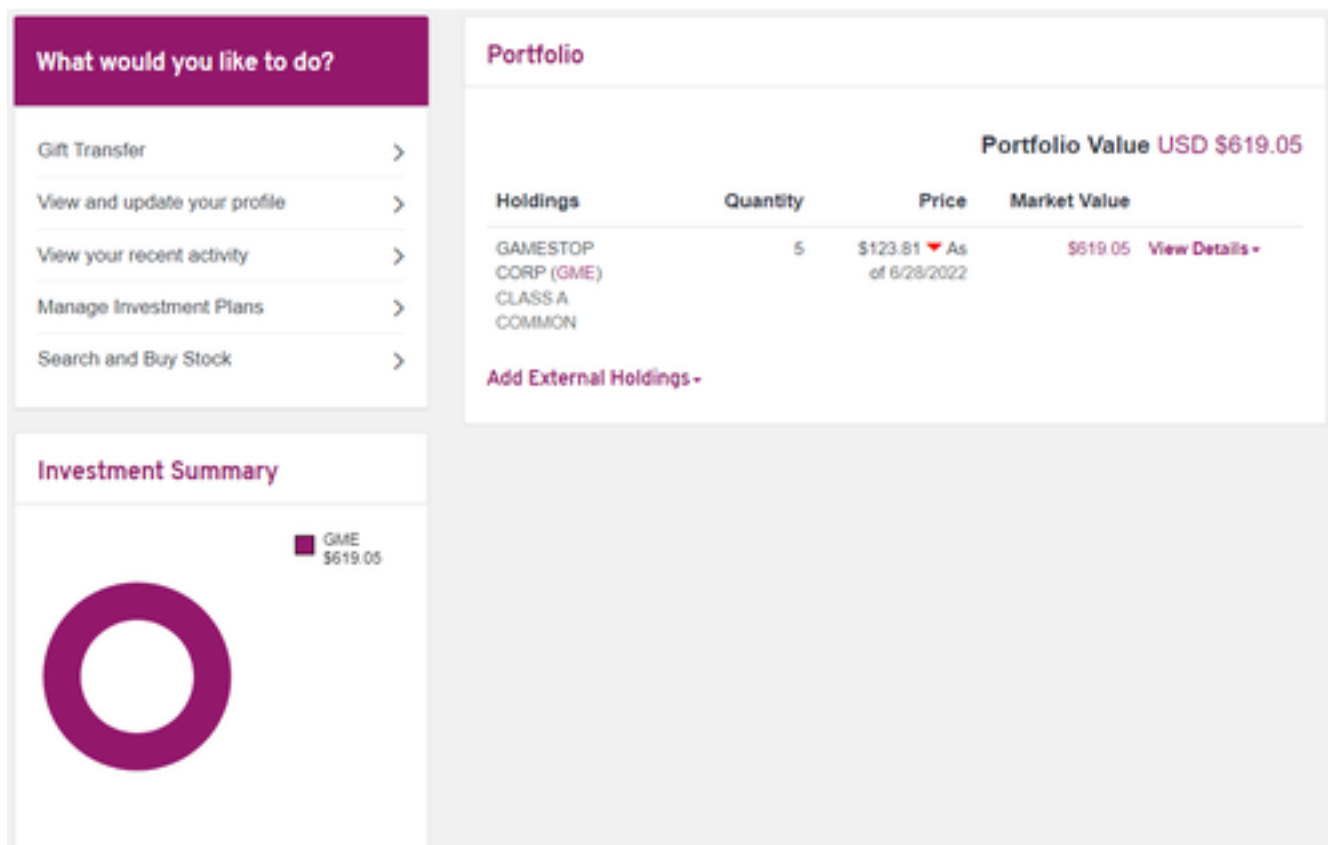 What would you like to do?
Gift Transfer
View and update your profile
View your recent activity
Manage Investment Plans
Search and Buy Stock
Portfolio
Portfolio Value USD $619.05
Holdings Quantity Price Market Value
GAMESTOP 5 $123.81 As $619.05 View Details
CORP (GME) of 6/28/2022
CLASS A
COMMON
Add External Holdings
Investment Summary
GME
$619.05